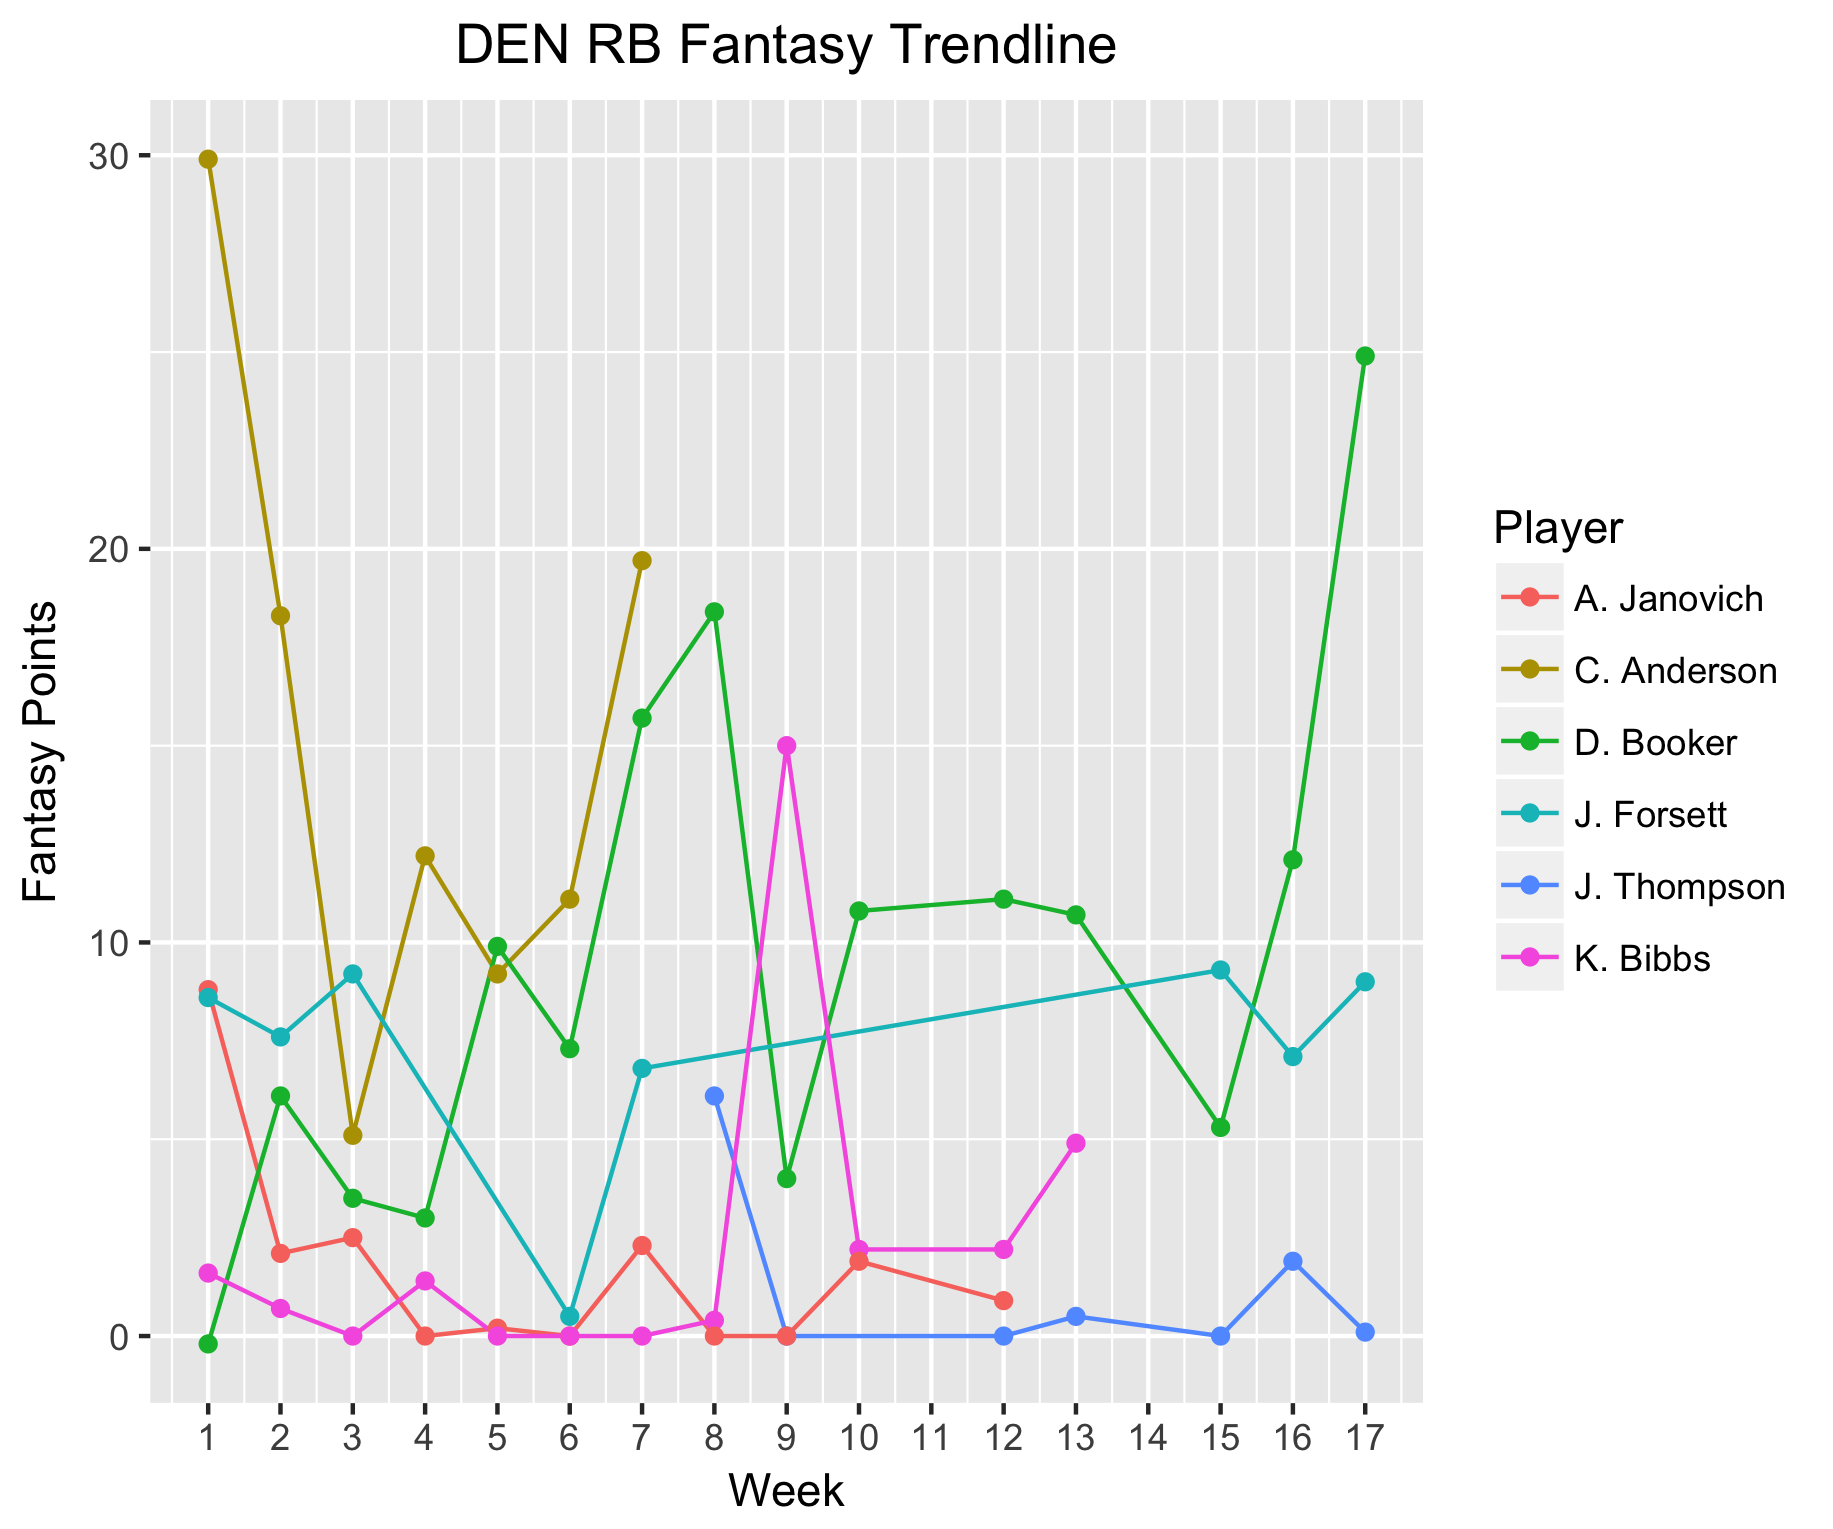 DEN RB Fantasy Trendline
30
20
10
0
Fantasy Points
1 2 3 4 5 6 7 8 9 10 11 12 13 14 15 16 17
Week
Player
A. Janovich
C. Anderson
D. Booker
J. Forsett
J. Thompson
K. Bibbs